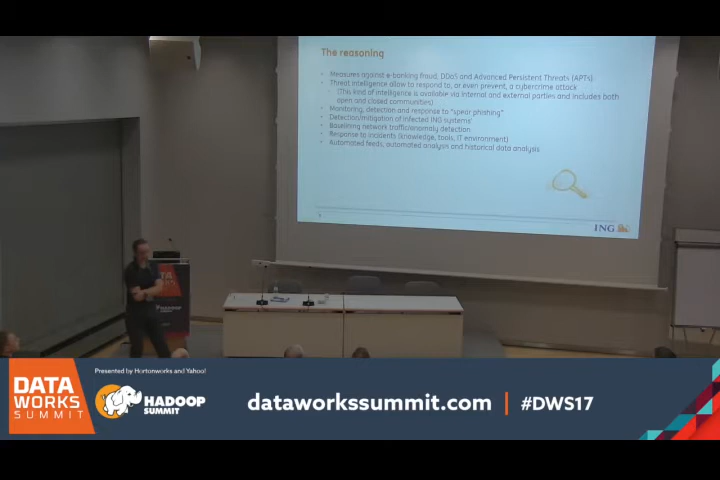 The reasoning
Measures against e-banking fraud, DDoS and Advanced Persistent Threats (APTs)
Threat intelligence allow to respond to, or even prevent, a cybercrime attack
(This kind of intelligence is available via internal and external parties and includes both
open and closed communities)
Monitoring, detection and response to "spear phishing"
Detection/mitigation of infected ING systems
Baselining network traffic/anomaly detection
Response to incidents (knowledge, tools, IT environment)
Automated feeds, automated analysis and historical data analysis
ING
DATA
HADOOP
DATA
WORKS
SUMMIT
Presented by Hortonworks and Yahoo!
HADOOP
SUMMIT
dataworkssummit.com
#DWS17